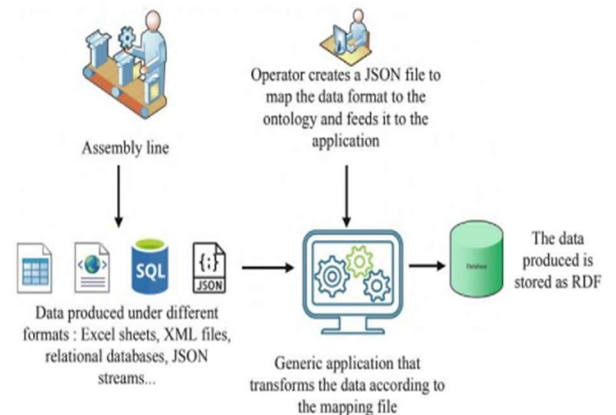 Operator creates a JSON file to
map the data format to the
ontology and feeds it to the
application
Assembly line
SQL
{;}
JSON
Database
The data
produced is
stored as RDF
Data produced under different
formats : Excel sheets, XML files,
relational databases, JSON
streams...
Generic application that
transforms the data according to
the mapping file